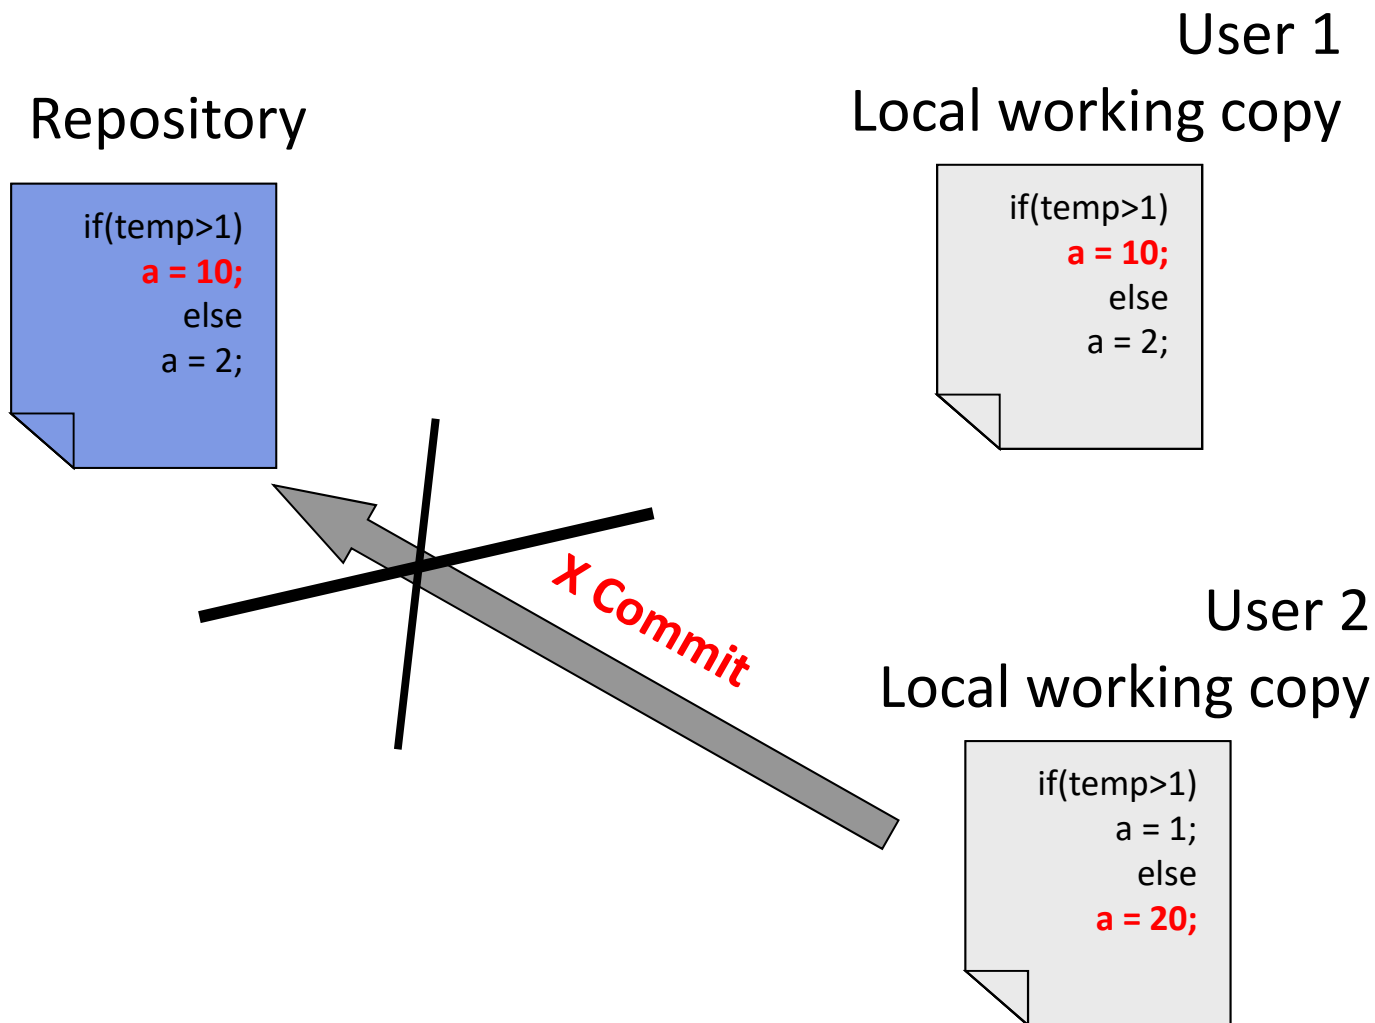 Repository
if(temp>1)
a = 10;
else
a = 2;
User 1
Local working copy
if(temp>1)
a = 10;
else
a = 2;
X Commit
User 2
Local working copy
if(temp>1)
a = 1;
else
a = 20;